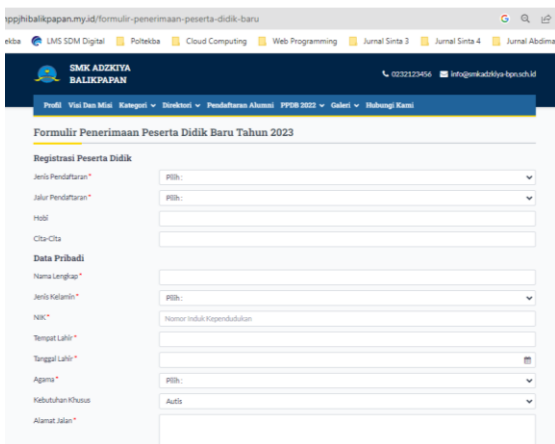 nppjhibalikpapan.my.id/formulir-penerimaan-peserta-didik-baru
ekba LMS SDM Digital Poltekba Cloud Computing Web Programming Jurnal Sinta 3 Jurnal Sinta 4 Jurnal Abdima
SMK ADZKIYA
BALIKPAPAN
0232123456 info@smkadzkiya-bpn.sch.id
Profil Visi Dan Misi Kategori Direktori Pendaftaran Alumni PPDB 2022 Galeri Hubungi Kami
Formulir Penerimaan Peserta Didik Baru Tahun 2023
Registrasi Peserta Didik
Jenis Pendaftaran * Pilih :
Jalur Pendaftaran * Pilih :
Hobi
Cita-Cita
Data Pribadi
Nama Lengkap *
Jenis Kelamin * Pilih :
NIK * Nomor Induk Kependudukan
Tempat Lahir *
Tanggal Lahir *
Agama * Pilih :
Kebutuhan Khusus Autis
Alamat Jalan *